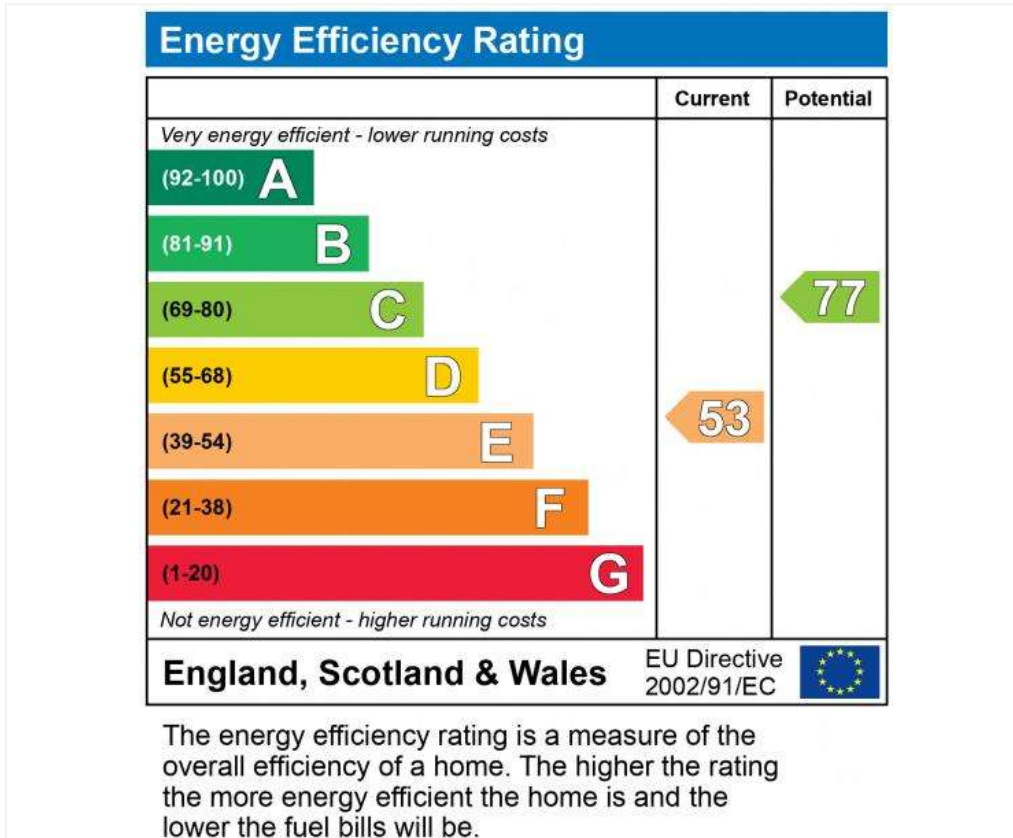 Energy Efficiency Rating
Current Potential
Very energy efficient - lower running costs
(92-100) A
(81-91) B
(69-80) C
77
(55-68) D
(39-54) E
53
(21-38) F
(1-20) G
Not energy efficient - higher running costs
England, Scotland & Wales
EU Directive
2002/91/EC
The energy efficiency rating is a measure of the
overall efficiency of a home. The higher the rating
the more energy efficient the home is and the
lower the fuel bills will be.